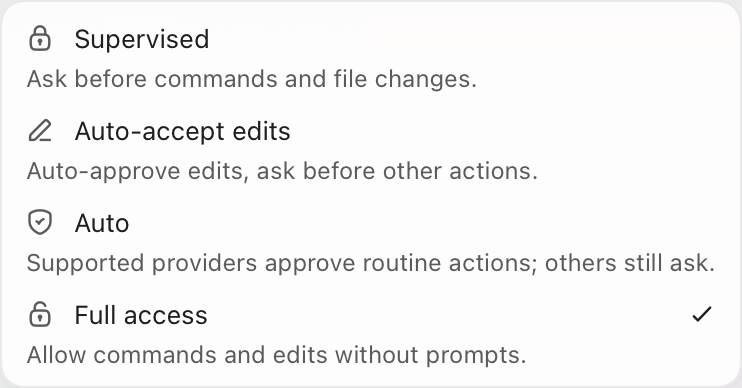 Supervised
Ask before commands and file changes.
Auto-accept edits
Auto-approve edits, ask before other actions.
Auto
Supported providers approve routine actions; others still ask.
Full access
Allow commands and edits without prompts.